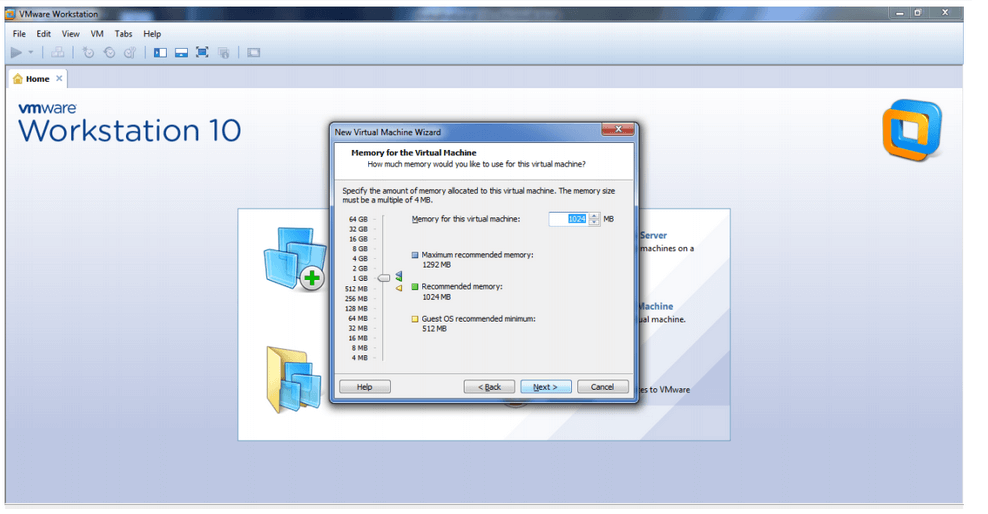 VMware Workstation
File Edit View VM Tabs Help
Home
vmware
Workstation 10
New Virtual Machine Wizard
Memory for the Virtual Machine
How much memory would you like to use for this virtual machine?
Specify the amount of memory allocated to this virtual machine. The memory size
must be a multiple of 4 MB.
64 GB
32 GB
16 GB
8 GB
4 GB
2 GB
1 GB
512 MB
256 MB
128 MB
64 MB
32 MB
16 MB
8 MB
4 MB
Memory for this virtual machine: 1024 MB
Maximum recommended memory:
1292 MB
Recommended memory:
1024 MB
Guest OS recommended minimum:
512 MB
Help < Back Next > Cancel
Server
machines on a
Machine
machine.
to VMware